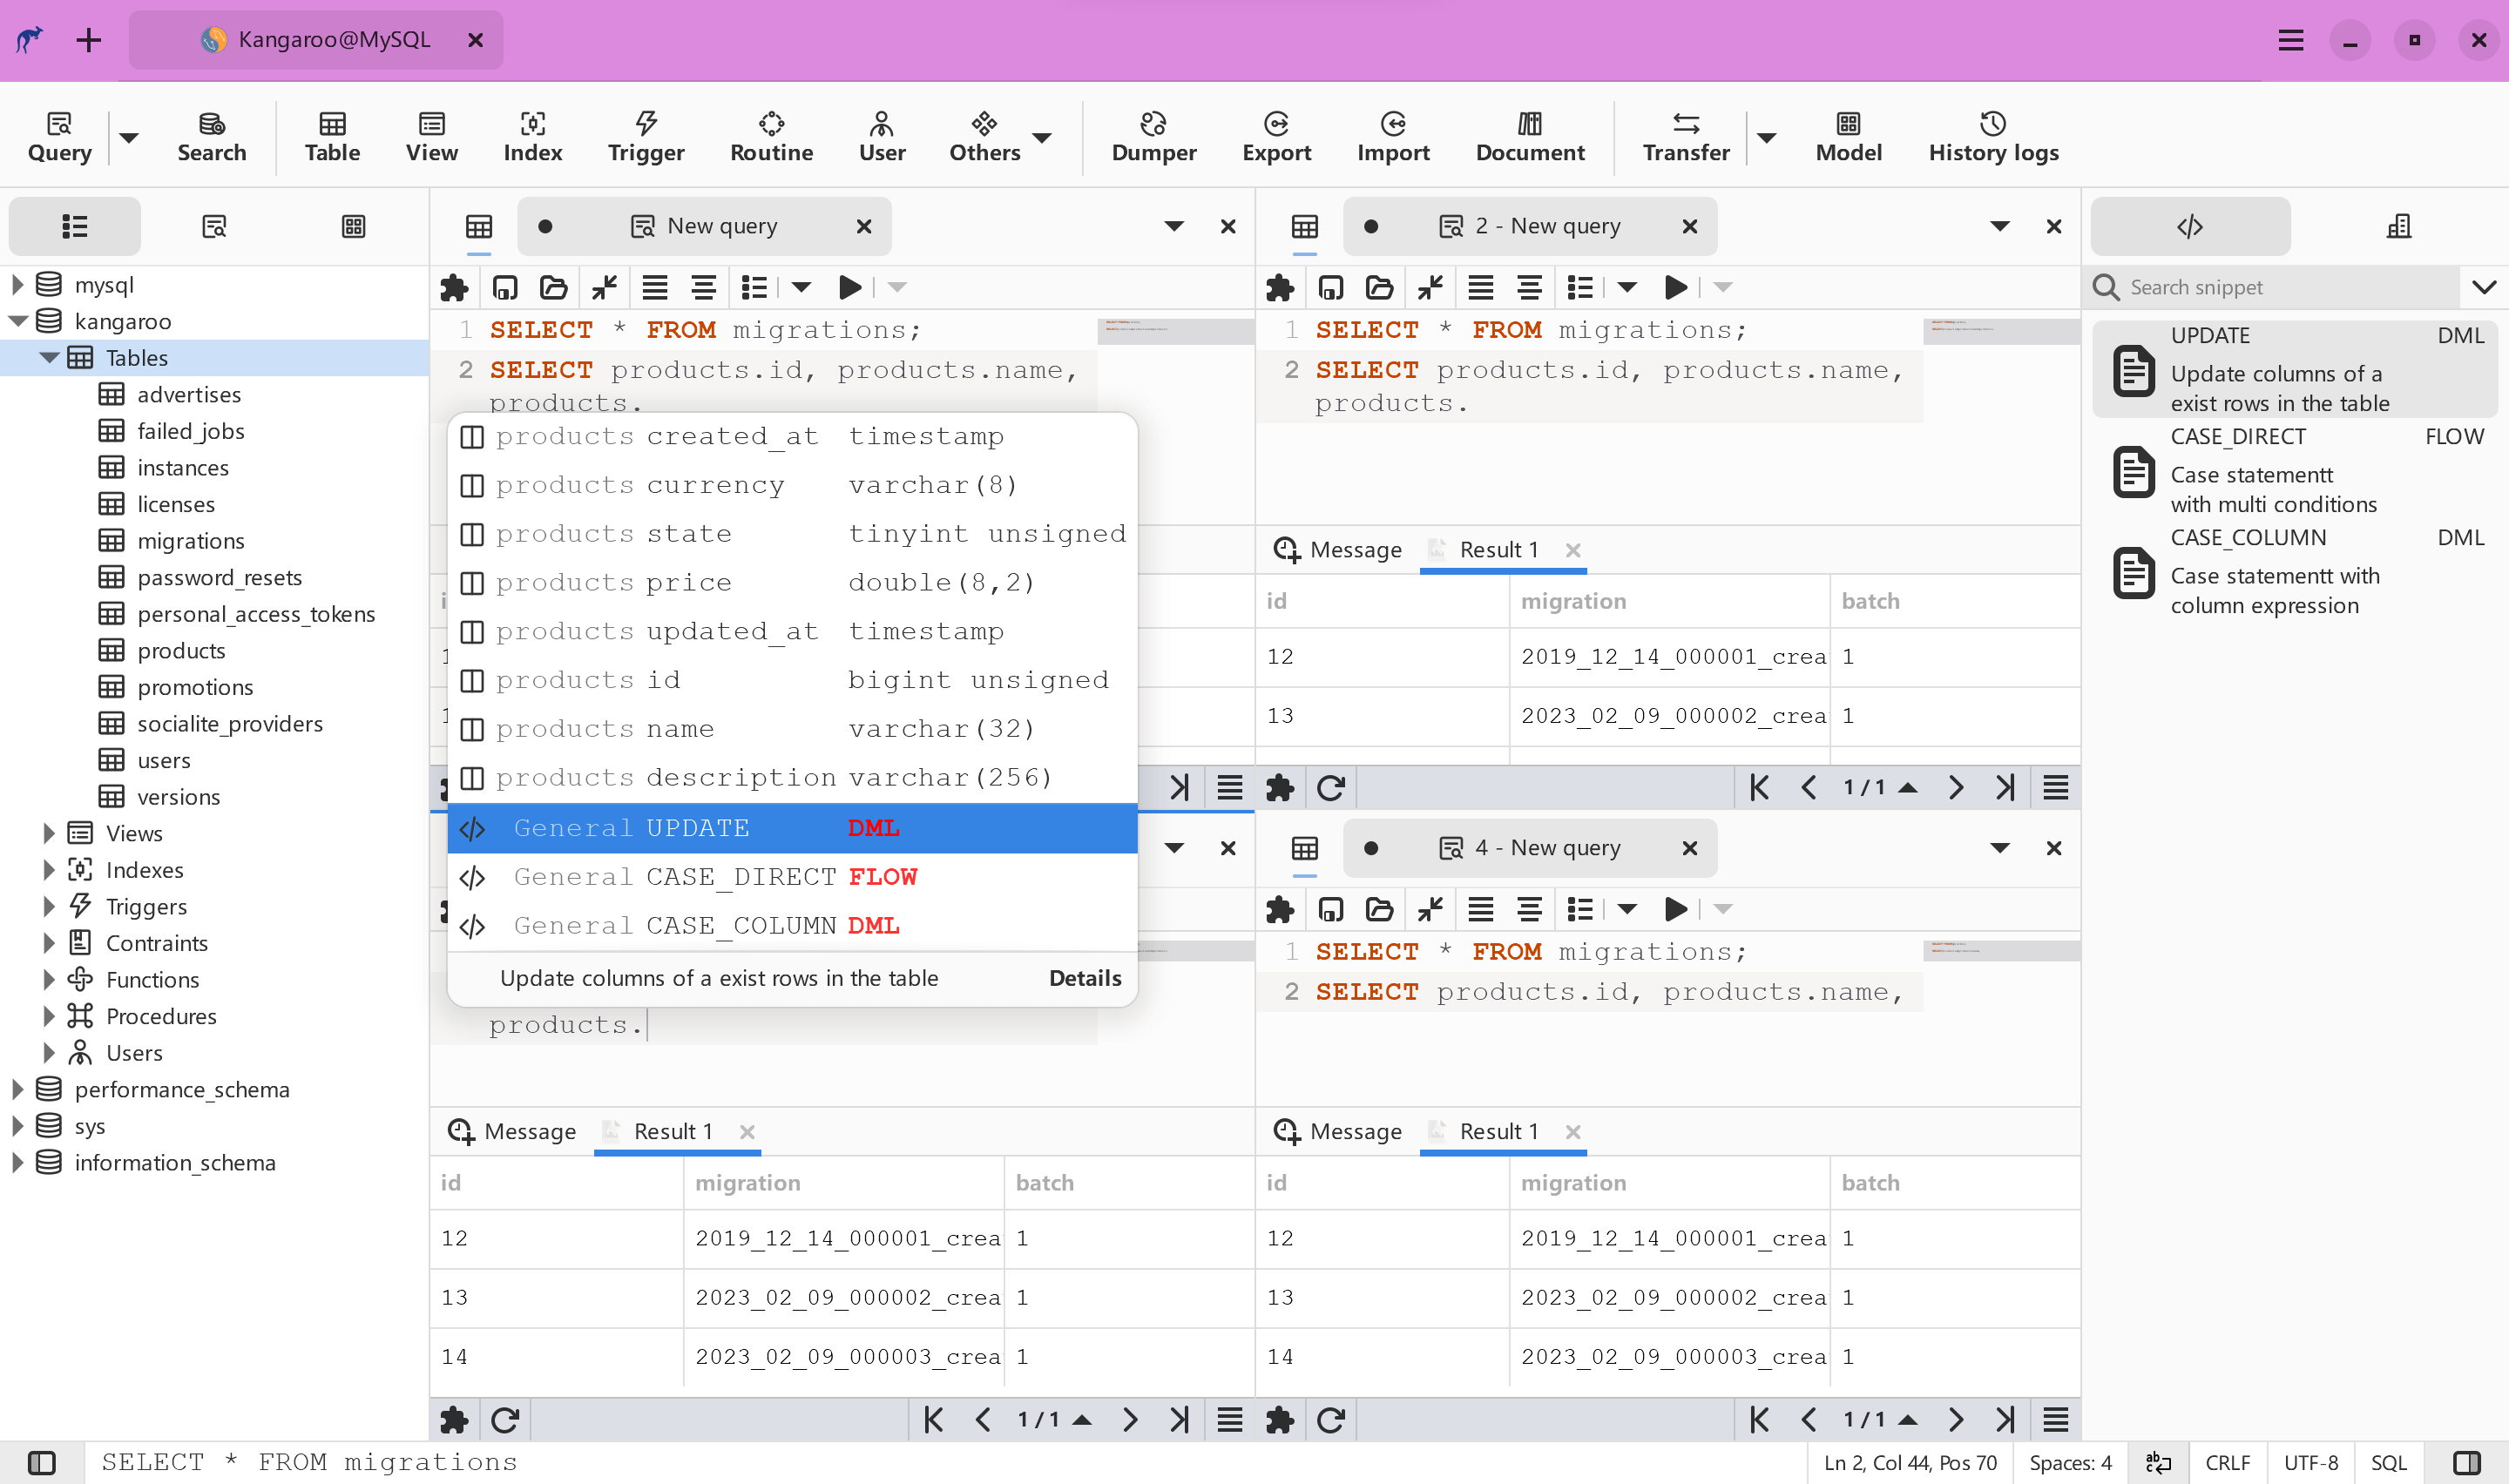 Kangaroo@MySQL
Query Search Table View Index Trigger Routine User Others Dumper Export Import Document Transfer Model History logs
mysql
kangaroo
Tables
advertises
failed_jobs
instances
licenses
migrations
password_resets
personal_access_tokens
products
promotions
socialite_providers
users
versions
Views
Indexes
Triggers
Contraints
Functions
Procedures
Users
performance_schema
sys
information_schema
New query
1 SELECT * FROM migrations;
2 SELECT products.id, products.name,
products.
products created_at timestamp
products currency varchar(8)
products state tinyint unsigned
products price double(8,2)
products updated_at timestamp
products id bigint unsigned
products name varchar(32)
products description varchar(256)
General UPDATE DML
General CASE_DIRECT FLOW
General CASE_COLUMN DML
Update columns of a exist rows in the table Details
products.
Message Result 1
id migration batch
12 2019_12_14_000001_crea 1
13 2023_02_09_000002_crea 1
14 2023_02_09_000003_crea 1
1 / 1
2 - New query
1 SELECT * FROM migrations;
2 SELECT products.id, products.name,
products.
Message Result 1
id migration batch
12 2019_12_14_000001_crea 1
13 2023_02_09_000002_crea 1
1 / 1
4 - New query
1 SELECT * FROM migrations;
2 SELECT products.id, products.name,
Message Result 1
id migration batch
12 2019_12_14_000001_crea 1
13 2023_02_09_000002_crea 1
14 2023_02_09_000003_crea 1
1 / 1
Search snippet
UPDATE DML
Update columns of a
exist rows in the table
CASE_DIRECT FLOW
Case statementt
with multi conditions
CASE_COLUMN DML
Case statementt with
column expression
SELECT * FROM migrations
Ln 2, Col 44, Pos 70 Spaces: 4 CRLF UTF-8 SQL